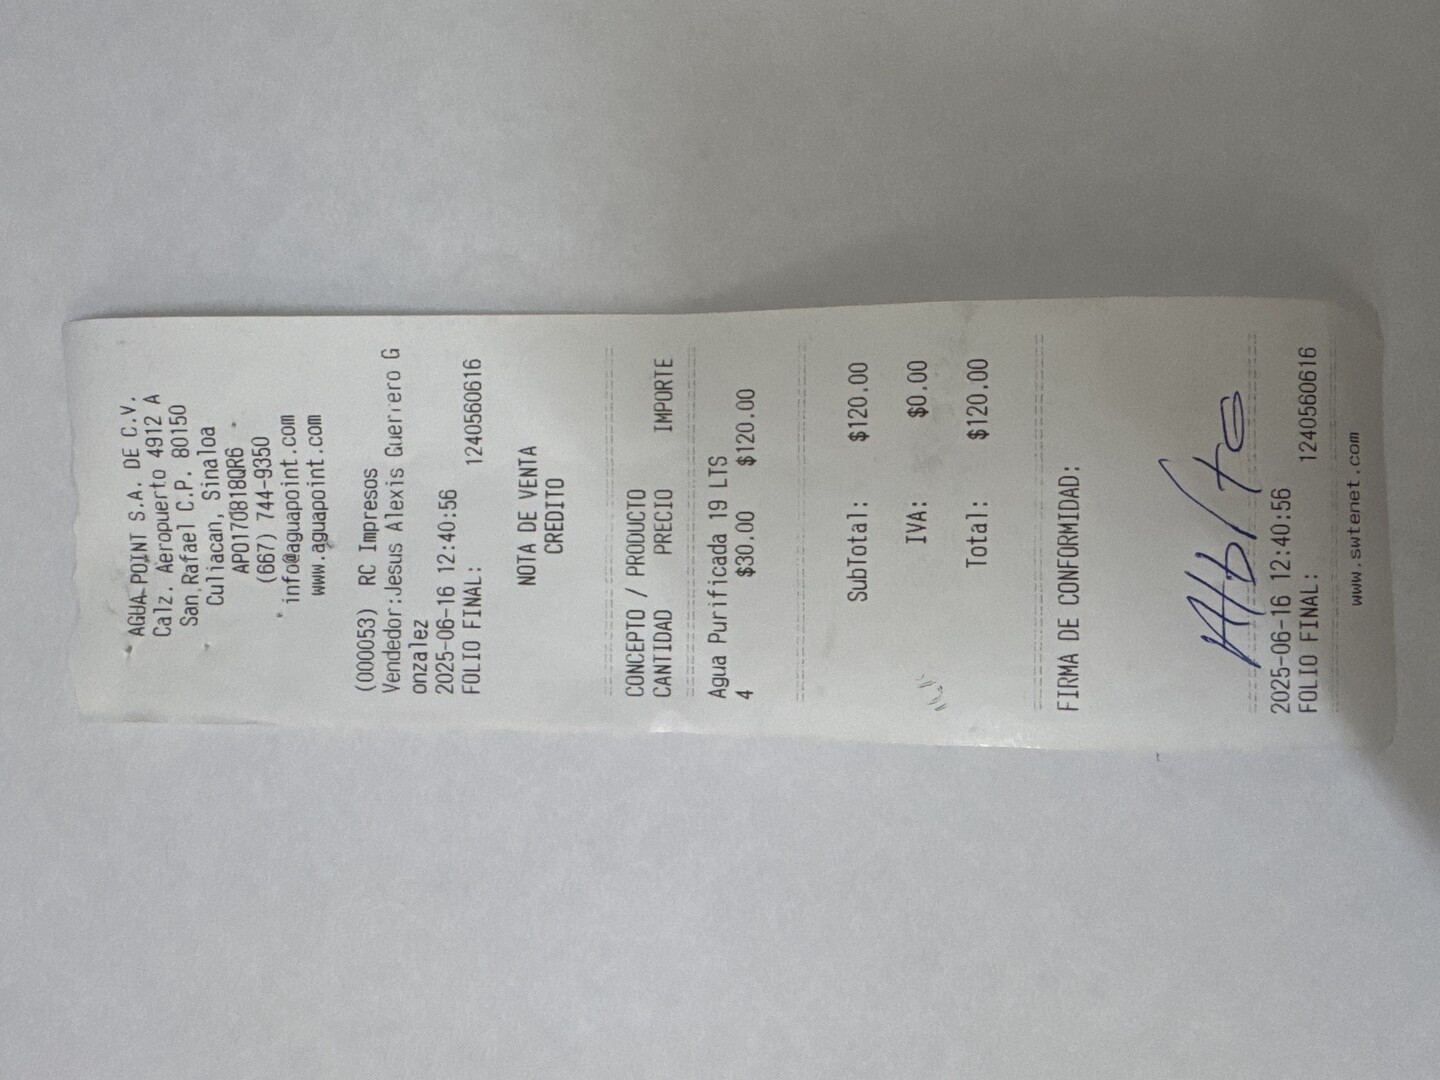 AGUA POINT S.A. DE C.V.
Calz. Aeropuerto 4912 A
San Rafael C.P. 80150
Culiacan, Sinaloa
APO170818QR6
(667) 744-9350
info@aguapoint.com
www.aguapoint.com
(000053) RC Impresos
Vendedor:Jesus Alexis Guerrero G
onzalez
2025-06-16 12:40:56
FOLIO FINAL: 1240560616
NOTA DE VENTA
CREDITO
CONCEPTO / PRODUCTO
CANTIDAD PRECIO IMPORTE
Agua Purificada 19 LTS
4 $30.00 $120.00
SubTotal: $120.00
IVA: $0.00
Total: $120.00
FIRMA DE CONFORMIDAD:
2025-06-16 12:40:56
FOLIO FINAL: 1240560616
www.swtenet.com